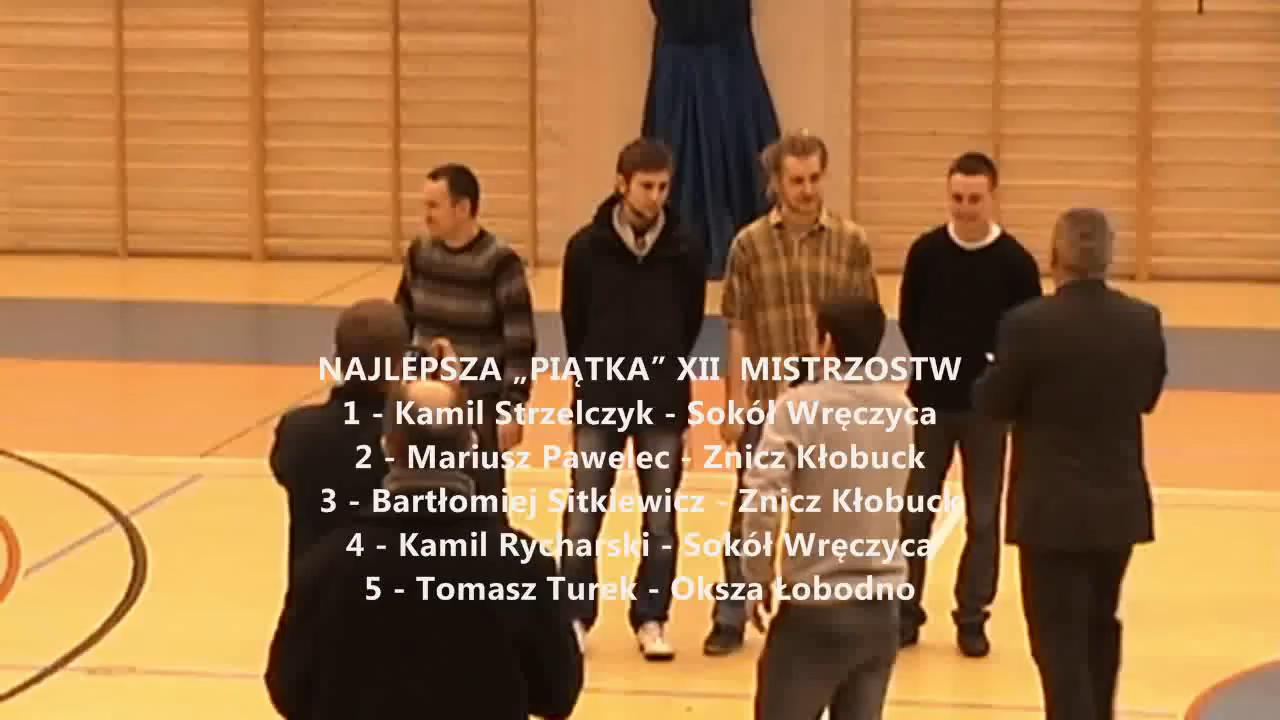 NAJLEPSZA „PIĄTKA” XII MISTRZOSTW
1 - Kamil Strzelczyk - Sokół Wręczyca
2 - Mariusz Pawelec - Znicz Kłobuck
3 - Bartłomiej Sitkiewicz - Znicz Kłobuck
4 - Kamil Rycharski - Sokół Wręczyca
5 - Tomasz Turek - Oksza Łobodno